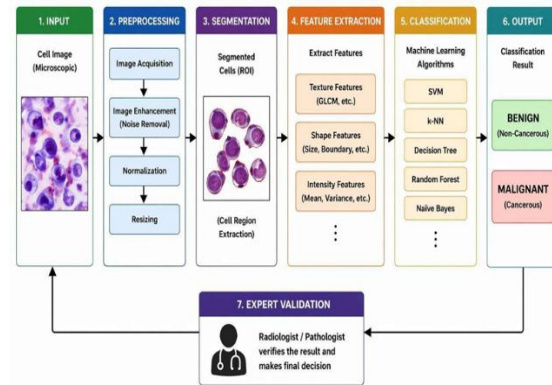 1. INPUT
Cell Image
(Microscopic)
2. PREPROCESSING
Image Acquisition
Image Enhancement
(Noise Removal)
Normalization
Resizing
3. SEGMENTATION
Segmented
Cells (ROI)
(Cell Region
Extraction)
4. FEATURE EXTRACTION
Extract Features
Texture Features
(GLCM, etc.)
Shape Features
(Size, Boundary, etc.)
Intensity Features
(Mean, Variance, etc.)
5. CLASSIFICATION
Machine Learning
Algorithms
SVM
k-NN
Decision Tree
Random Forest
Naïve Bayes
6. OUTPUT
Classification
Result
BENIGN
(Non-Cancerous)
MALIGNANT
(Cancerous)
7. EXPERT VALIDATION
Radiologist / Pathologist
verifies the result and
makes final decision